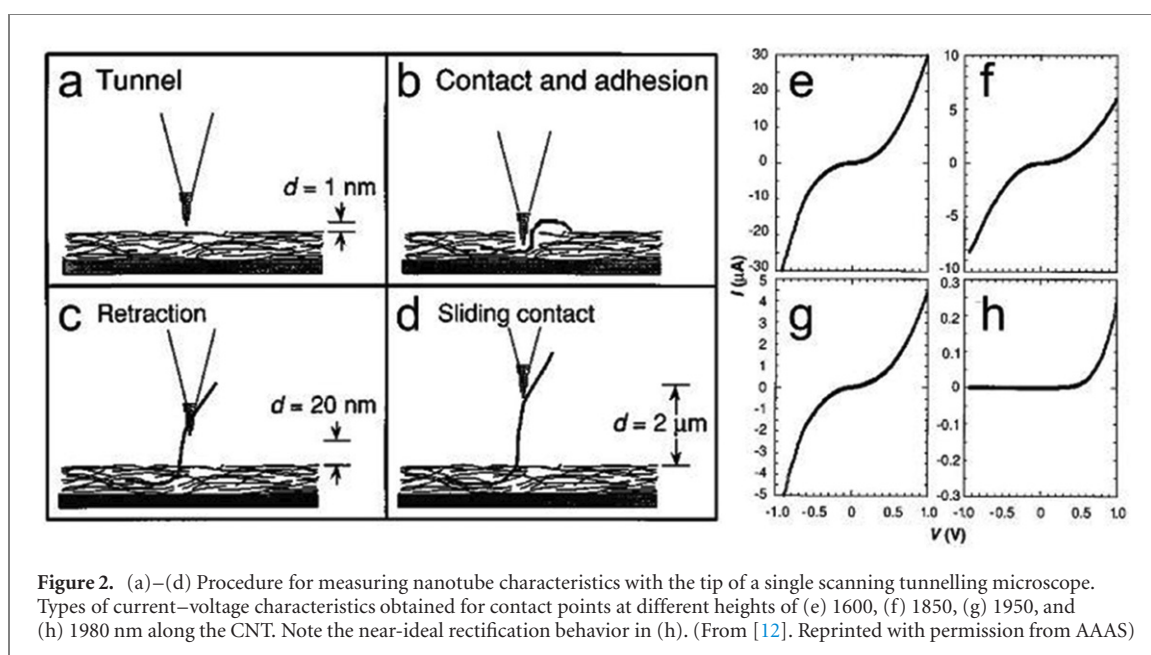 a Tunnel
d = 1 nm
b Contact and adhesion
c Retraction
d = 20 nm
d Sliding contact
d = 2 μm
e
30
20
10
0
-10
-20
-30
f
10
5
0
-5
-10
I (μA)
g
5
4
3
2
1
0
-1
-2
-3
-4
-5
-1.0 -0.5 0 0.5 1.0
h
0.3
0.2
0.1
0
-0.1
-0.2
-0.3
-1.0 -0.5 0 0.5 1.0
V (V)
Figure 2. (a)–(d) Procedure for measuring nanotube characteristics with the tip of a single scanning tunnelling microscope.
Types of current–voltage characteristics obtained for contact points at different heights of (e) 1600, (f) 1850, (g) 1950, and
(h) 1980 nm along the CNT. Note the near-ideal rectification behavior in (h). (From [12]. Reprinted with permission from AAAS)